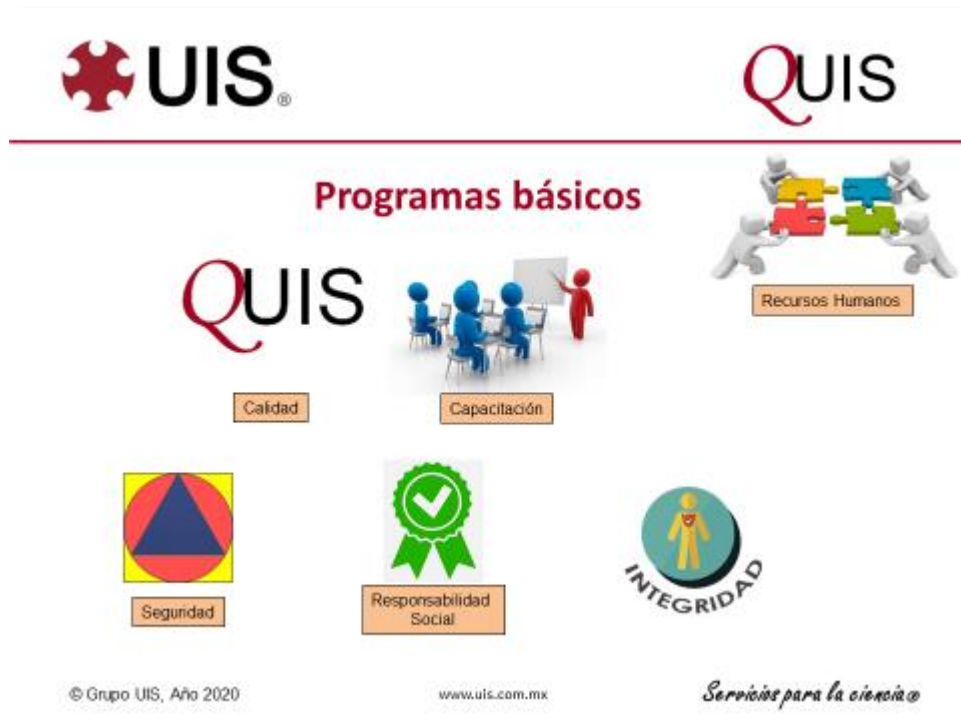 UIS®
QUIS
Programas básicos
QUIS
Recursos Humanos
Calidad
Capacitación
Seguridad
Responsabilidad
Social
INTEGRIDAD
© Grupo UIS, Año 2020
www.uis.com.mx
Servicios para la ciencia®